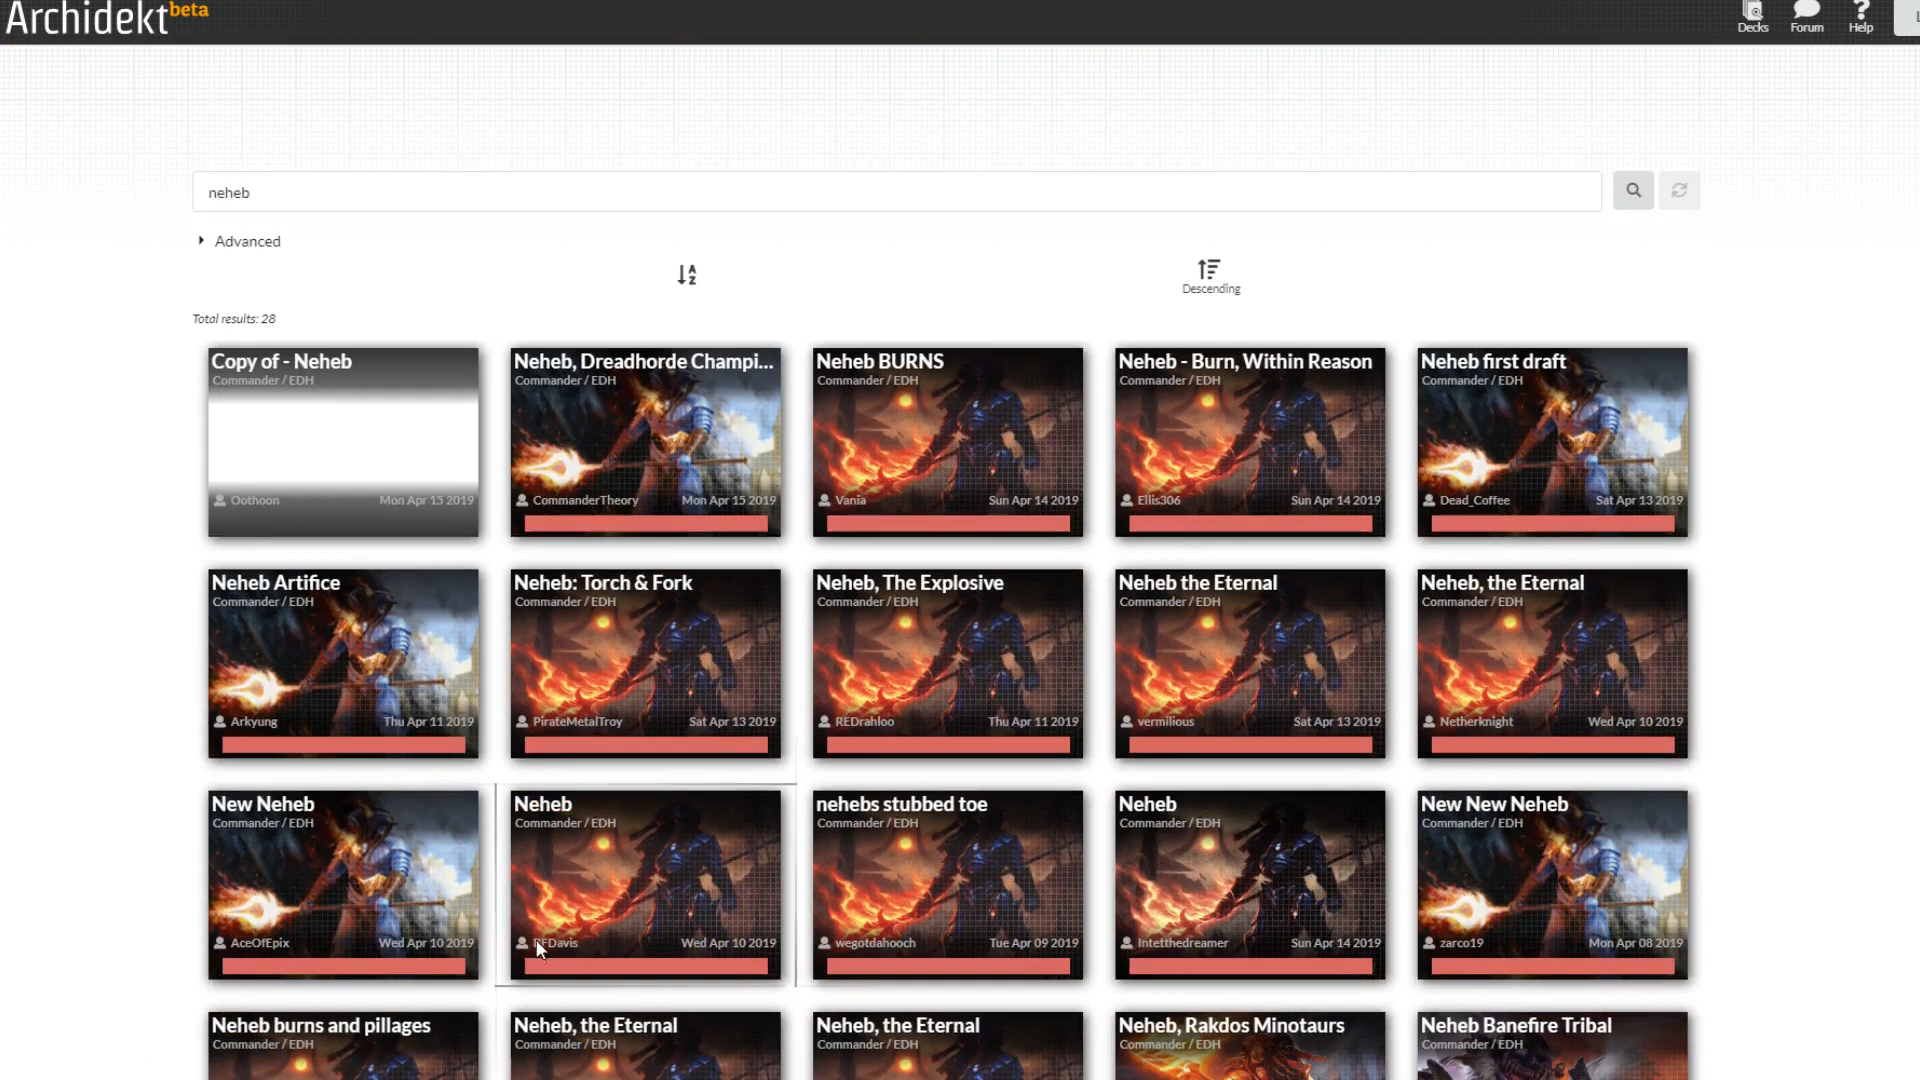 Archidekt beta
Decks Forum Help
neheb
Advanced
Descending
Total results: 28
Copy of - Neheb
Commander / EDH
Oothoon Mon Apr 15 2019
Neheb, Dreadhorde Champi...
Commander / EDH
CommanderTheory Mon Apr 15 2019
Neheb BURNS
Commander / EDH
Vania Sun Apr 14 2019
Neheb - Burn, Within Reason
Commander / EDH
Ellis306 Sun Apr 14 2019
Neheb first draft
Commander / EDH
Dead_Coffee Sat Apr 13 2019
Neheb Artifice
Commander / EDH
Arkyung Thu Apr 11 2019
Neheb: Torch & Fork
Commander / EDH
PirateMetalTroy Sat Apr 13 2019
Neheb, The Explosive
Commander / EDH
REDrahloo Thu Apr 11 2019
Neheb the Eternal
Commander / EDH
vermilious Sat Apr 13 2019
Neheb, the Eternal
Commander / EDH
Netherknight Wed Apr 10 2019
New Neheb
Commander / EDH
AceOfEpix Wed Apr 10 2019
Neheb
Commander / EDH
Wed Apr 10 2019
nehebs stubbed toe
Commander / EDH
wegotdahooch Tue Apr 09 2019
Neheb
Commander / EDH
Intetthedreamer Sun Apr 14 2019
New New Neheb
Commander / EDH
zarco19 Mon Apr 08 2019
Neheb burns and pillages
Commander / EDH
Neheb, the Eternal
Commander / EDH
Neheb, the Eternal
Commander / EDH
Neheb, Rakdos Minotaurs
Commander / EDH
Neheb Banefire Tribal
Commander / EDH